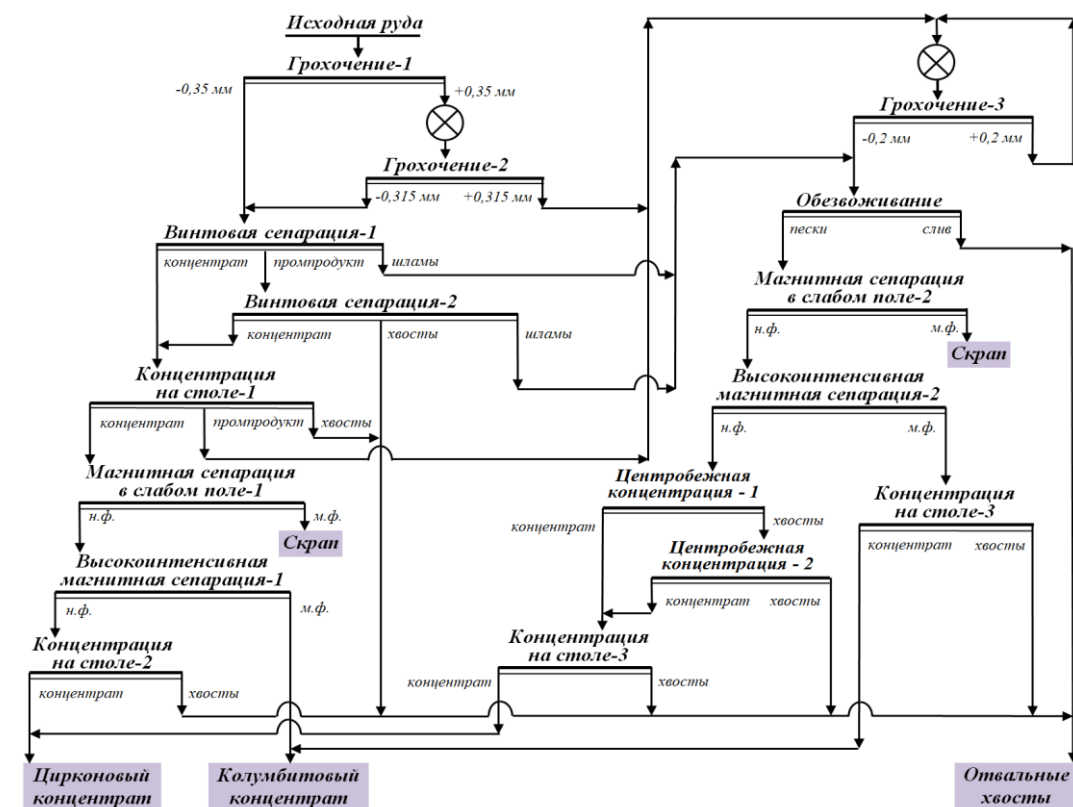 Исходная руда
Грохочение-1
-0,35 мм
+0,35 мм
Грохочение-2
-0,315 мм
+0,315 мм
Винтовая сепарация-1
концентрат
промпродукт
шламы
Винтовая сепарация-2
концентрат
хвосты
шламы
Концентрация
на столе-1
концентрат
промпродукт
хвосты
Магнитная сепарация
в слабом поле-1
н.ф.
м.ф.
Скрап
Высокоинтенсивная
магнитная сепарация-1
н.ф.
м.ф.
Концентрация
на столе-2
концентрат
хвосты
Грохочение-3
-0,2 мм
+0,2 мм
Обезвоживание
пески
слив
Магнитная сепарация
в слабом поле-2
н.ф.
м.ф.
Скрап
Высокоинтенсивная
магнитная сепарация-2
н.ф.
м.ф.
Центробежная
концентрация - 1
концентрат
хвосты
Центробежная
концентрация - 2
концентрат
хвосты
Концентрация
на столе-3
концентрат
хвосты
Концентрация
на столе-3
концентрат
хвосты
Цирконовый
концентрат
Колумбитовый
концентрат
Отвальные
хвосты